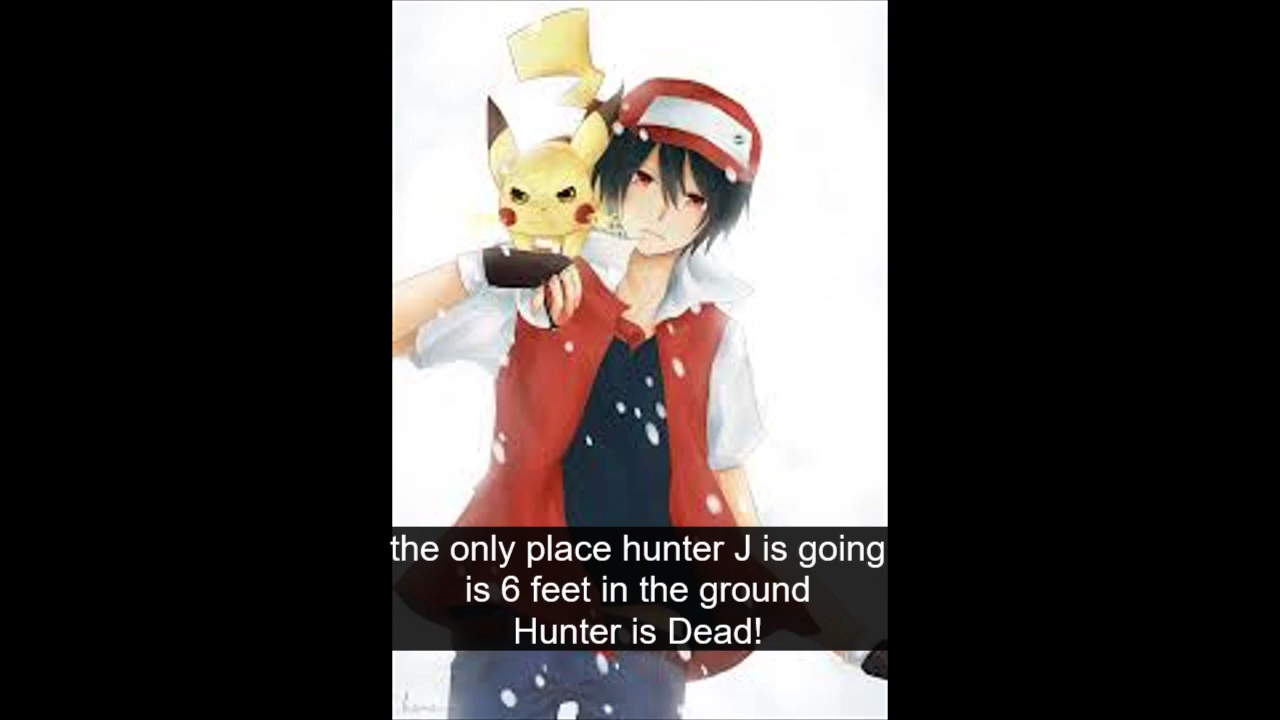 the only place hunter J is going
is 6 feet in the ground
Hunter is Dead!